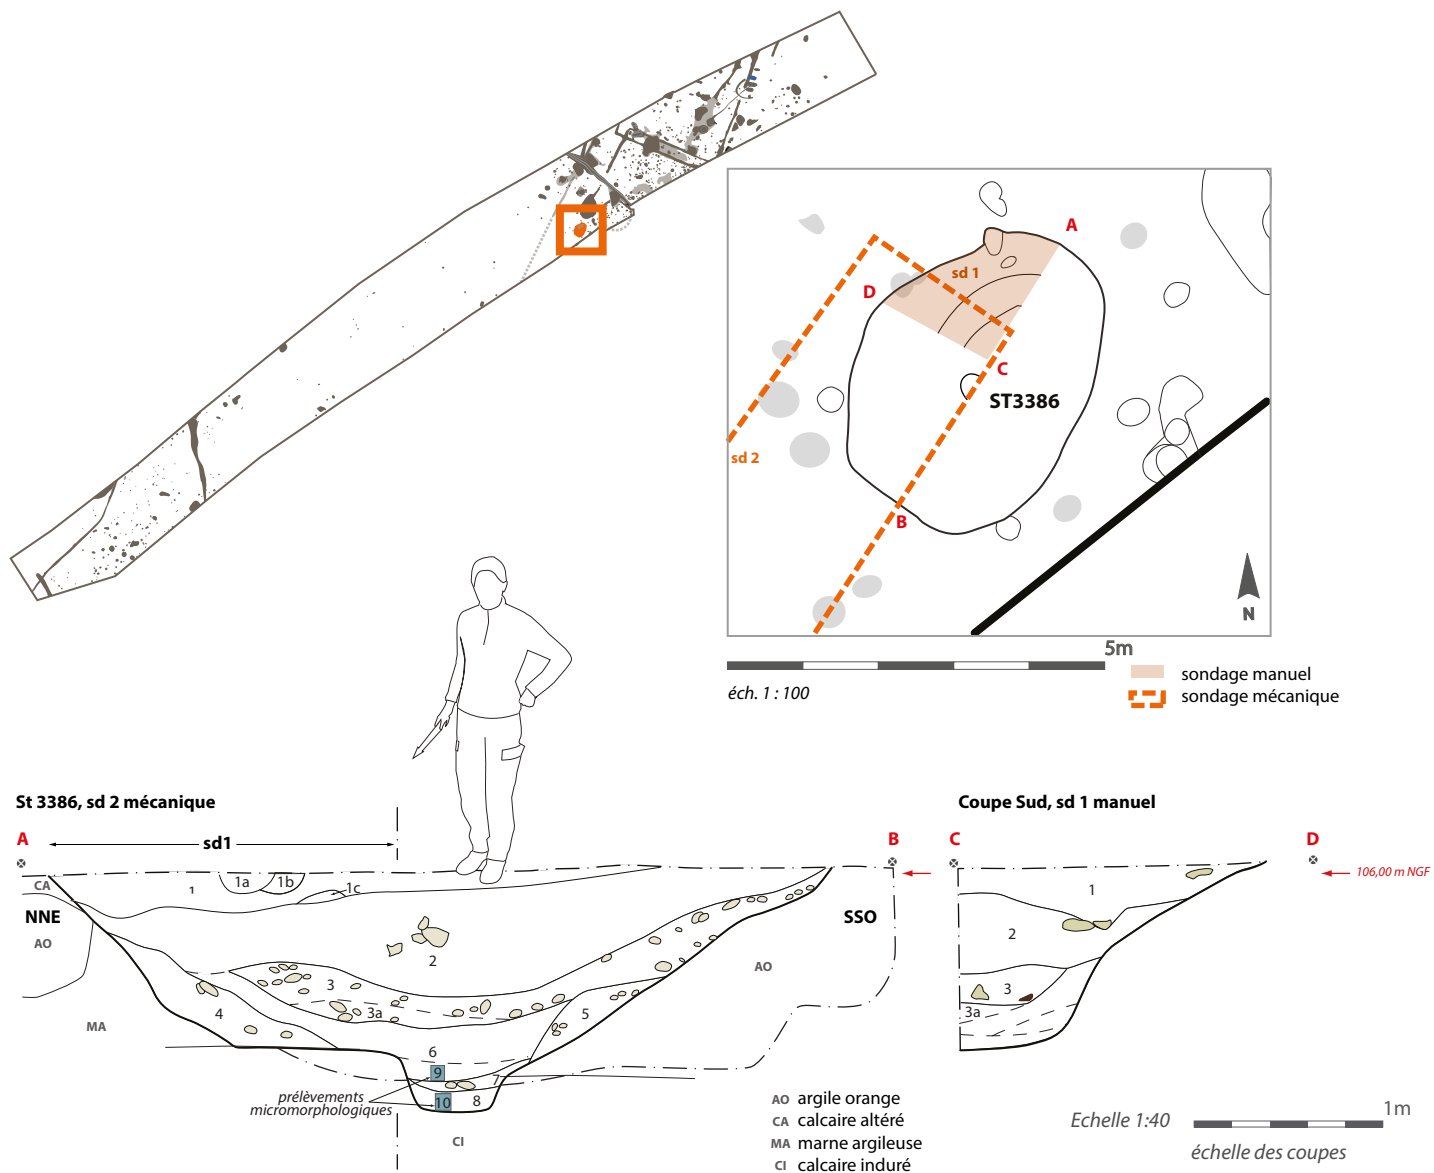 A
sd 1
D
C
ST3386
sd 2
B
N
5m
éch. 1 : 100
sondage manuel
sondage mécanique
St 3386, sd 2 mécanique
Coupe Sud, sd 1 manuel
A
sd1
B
C
D
106,00 m NGF
CA
1
1a
1b
1c
1
NNE
SSO
AO
2
2
AO
3
3
3a
3a
4
5
MA
6
9
7
prélèvements
micromorphologiques
10
8
CI
AO argile orange
CA calcaire altéré
MA marne argileuse
CI calcaire induré
Echelle 1:40
1m
échelle des coupes